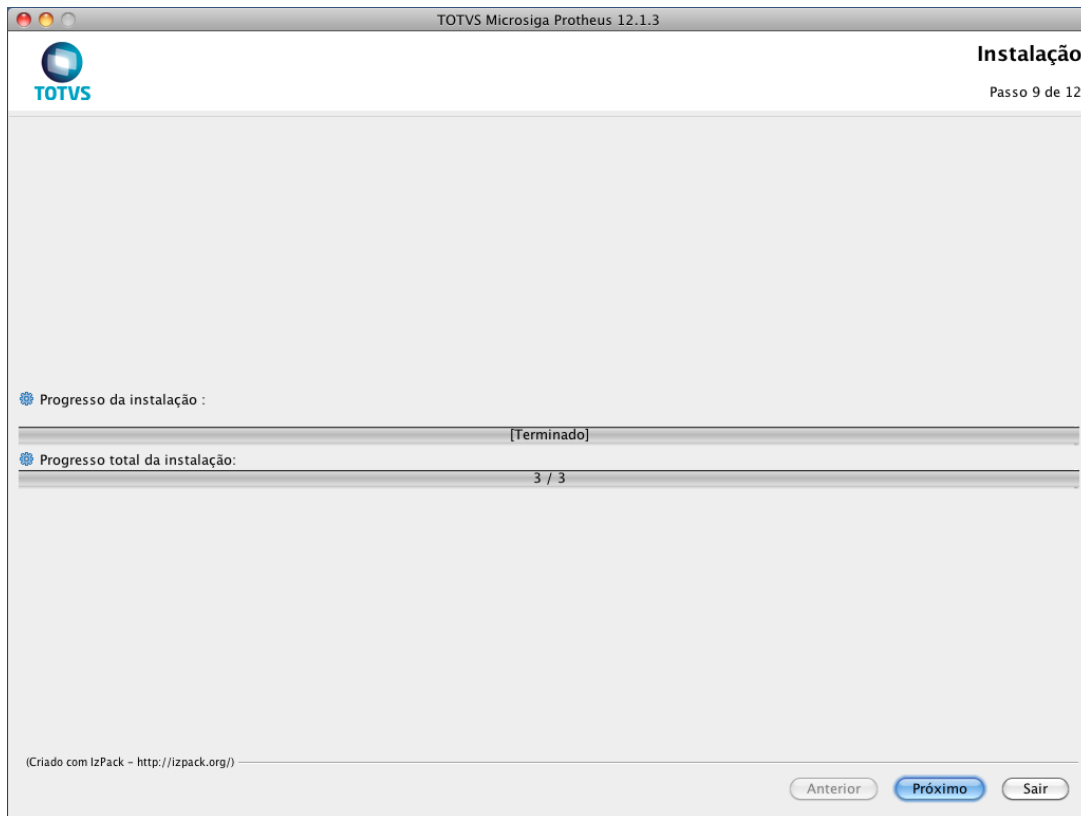 TOTVS Microsiga Protheus 12.1.3
TOTVS
Instalação
Passo 9 de 12
Progresso da instalação :
[Terminado]
Progresso total da instalação:
3 / 3
(Criado com IzPack - http://izpack.org/)
Anterior Próximo Sair